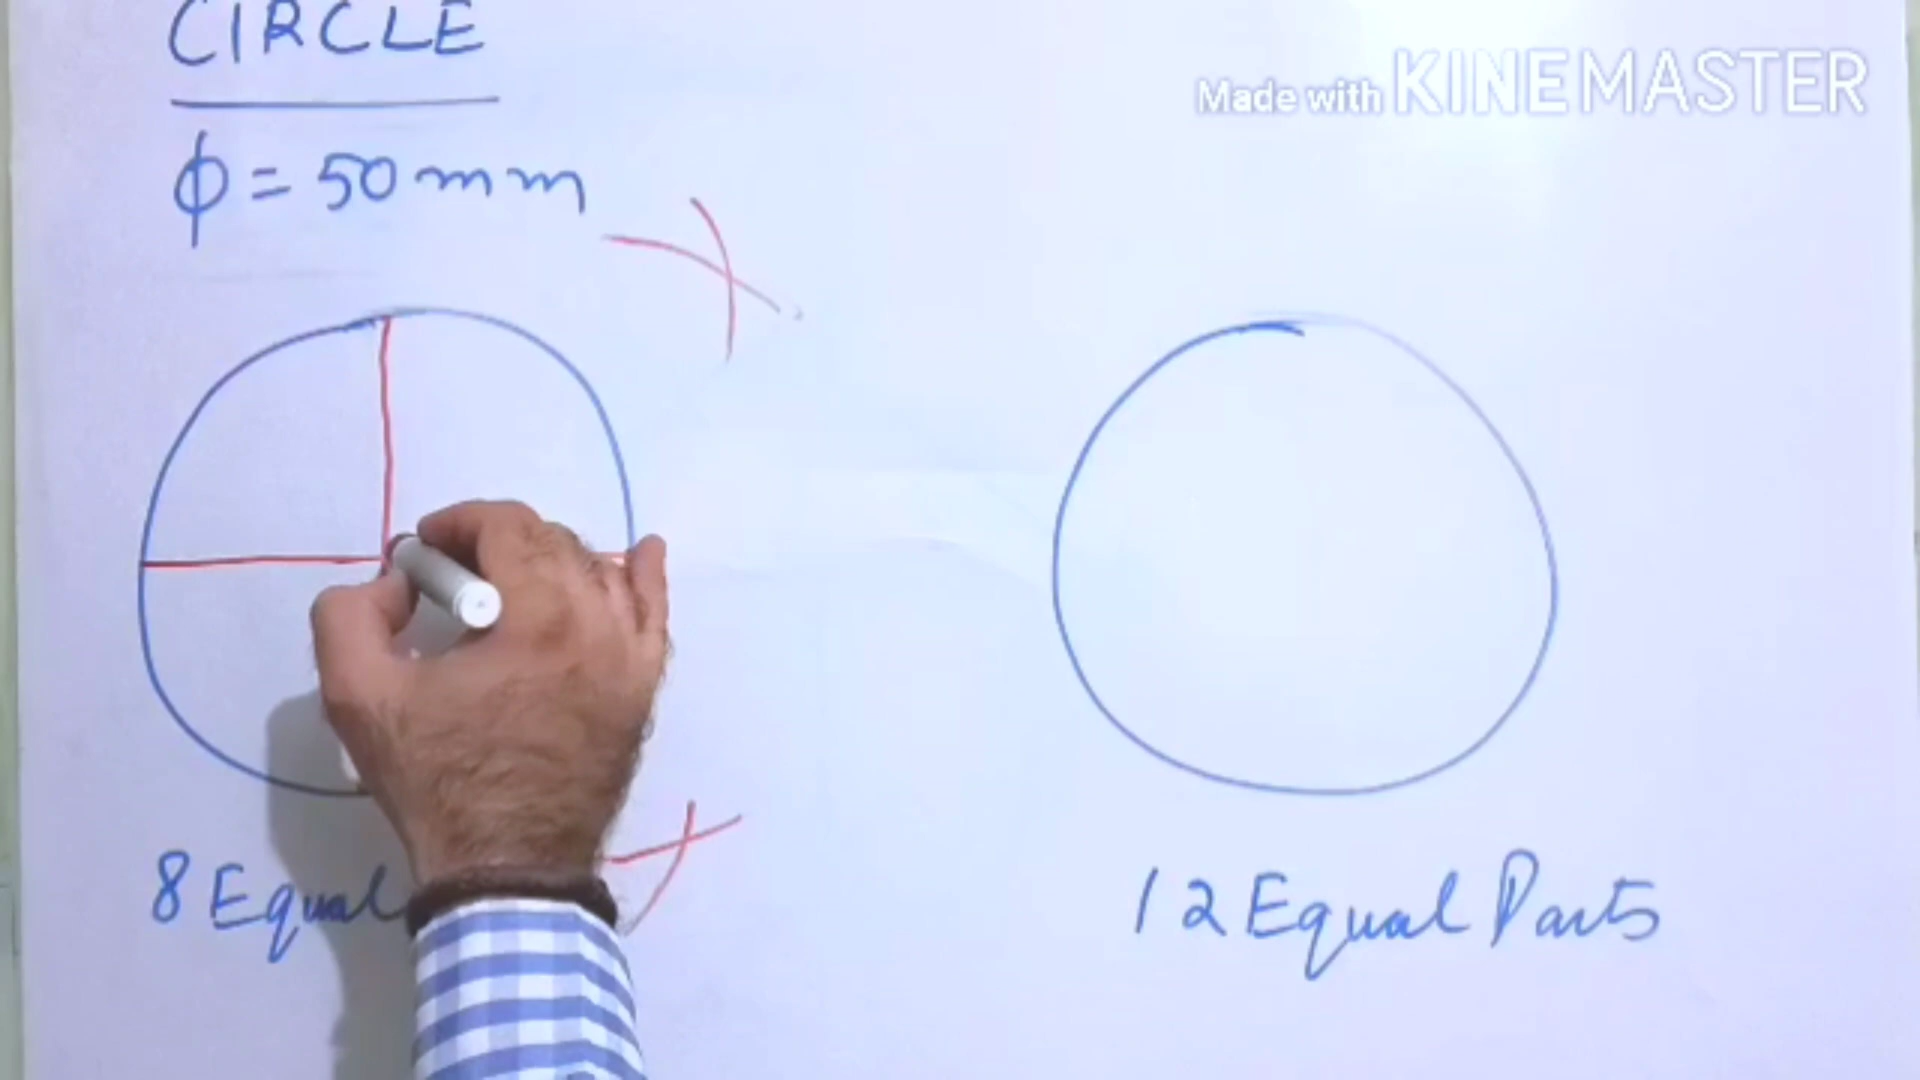 CIRCLE
Made with KINEMASTER
ϕ = 50 mm
8 Equal
12 Equal Parts